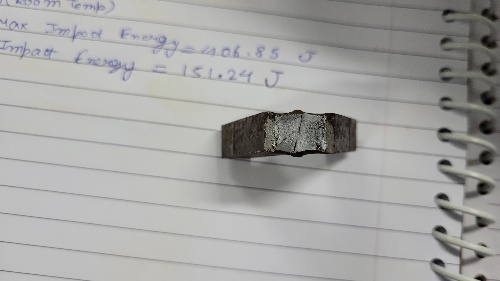 (Room Temp)
Max Impact Energy = 406.85 J
Impact Energy = 151.24 J